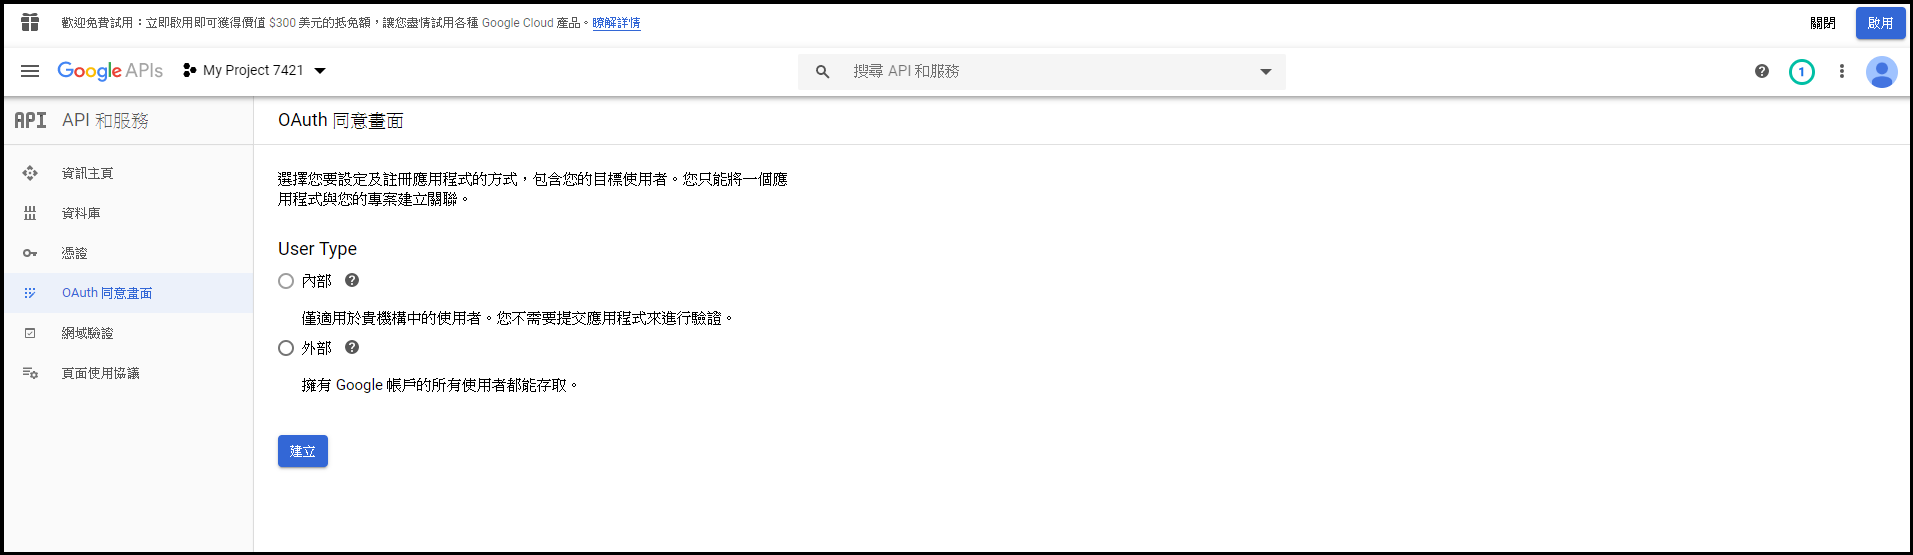 歡迎免費試用：立即啟用即可獲得價值 $300 美元的抵免額，讓您盡情試用各種 Google Cloud 產品。瞭解詳情
關閉
啟用
Google APIs
My Project 7421
搜尋 API 和服務
1
API
API 和服務
OAuth 同意畫面
資訊主頁
資料庫
憑證
OAuth 同意畫面
網域驗證
頁面使用協議
選擇您要設定及註冊應用程式的方式，包含您的目標使用者。您只能將一個應
用程式與您的專案建立關聯。
User Type
內部
僅適用於貴機構中的使用者。您不需要提交應用程式來進行驗證。
外部
擁有 Google 帳戶的所有使用者都能存取。
建立